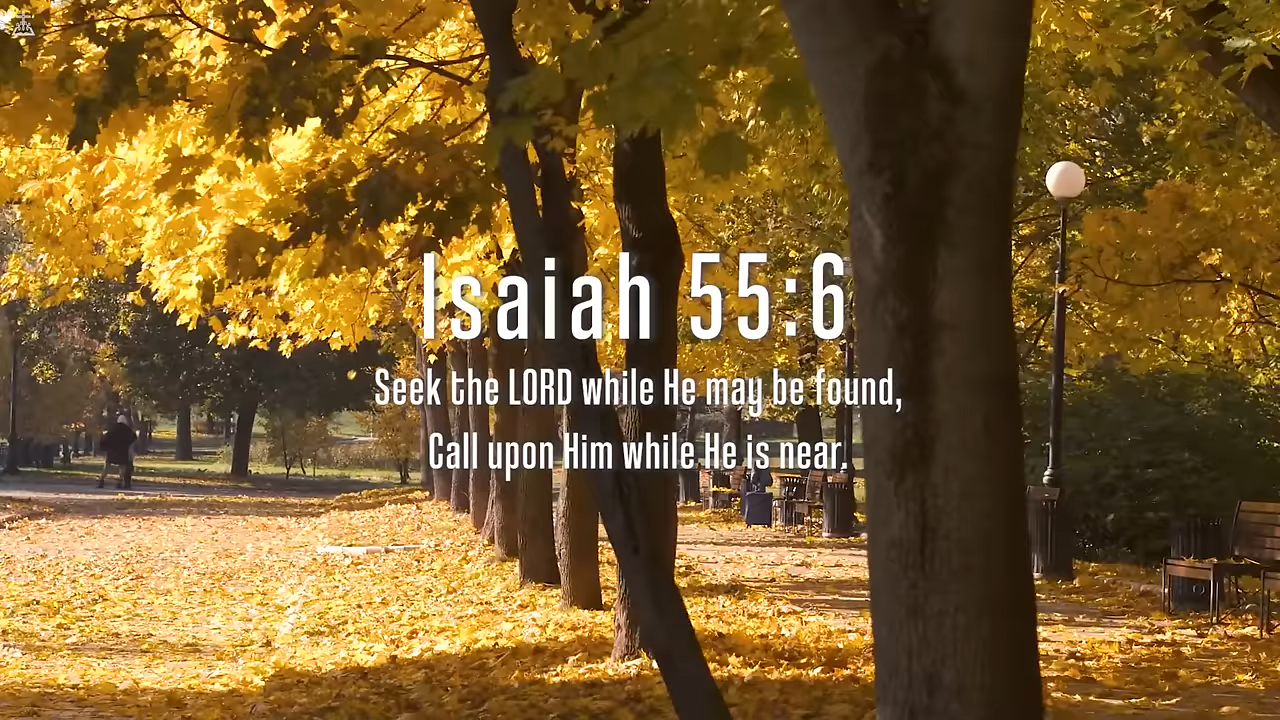 Isaiah 55:6
Seek the LORD while He may be found,
Call upon Him while He is near.